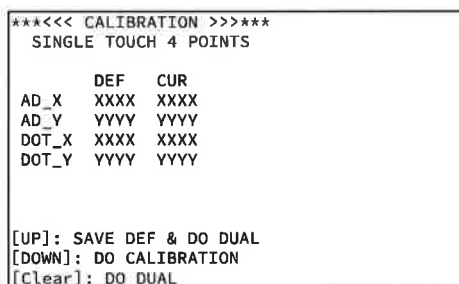 ***<<< CALIBRATION >>>***
SINGLE TOUCH 4 POINTS
DEF CUR
AD_X XXXX XXXX
AD_Y YYYY YYYY
DOT_X XXXX XXXX
DOT_Y YYYY YYYY
[UP]: SAVE DEF & DO DUAL
[DOWN]: DO CALIBRATION
[Clear]: DO DUAL